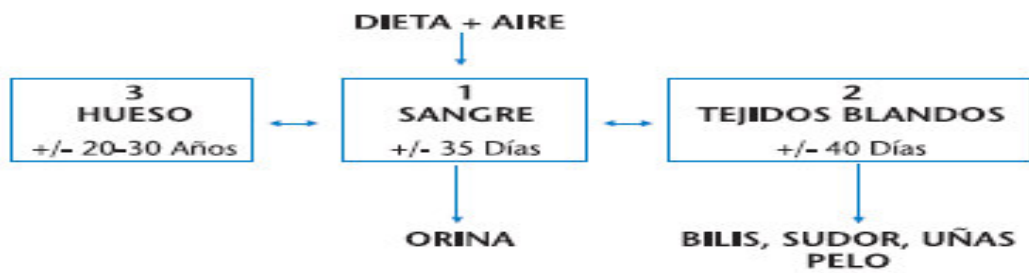 DIETA + AIRE
3
HUESO
+/- 20-30 Años
1
SANGRE
+/- 35 Días
2
TEJIDOS BLANDOS
+/- 40 Días
ORINA
BILIS, SUDOR, UÑAS
PELO